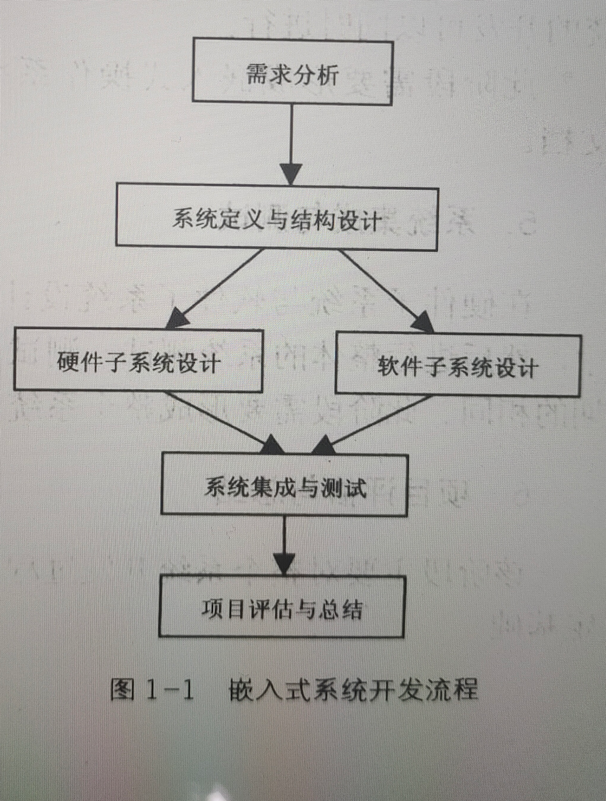 需求分析
系统定义与结构设计
硬件子系统设计
软件子系统设计
系统集成与测试
项目评估与总结
图 1-1 嵌入式系统开发流程